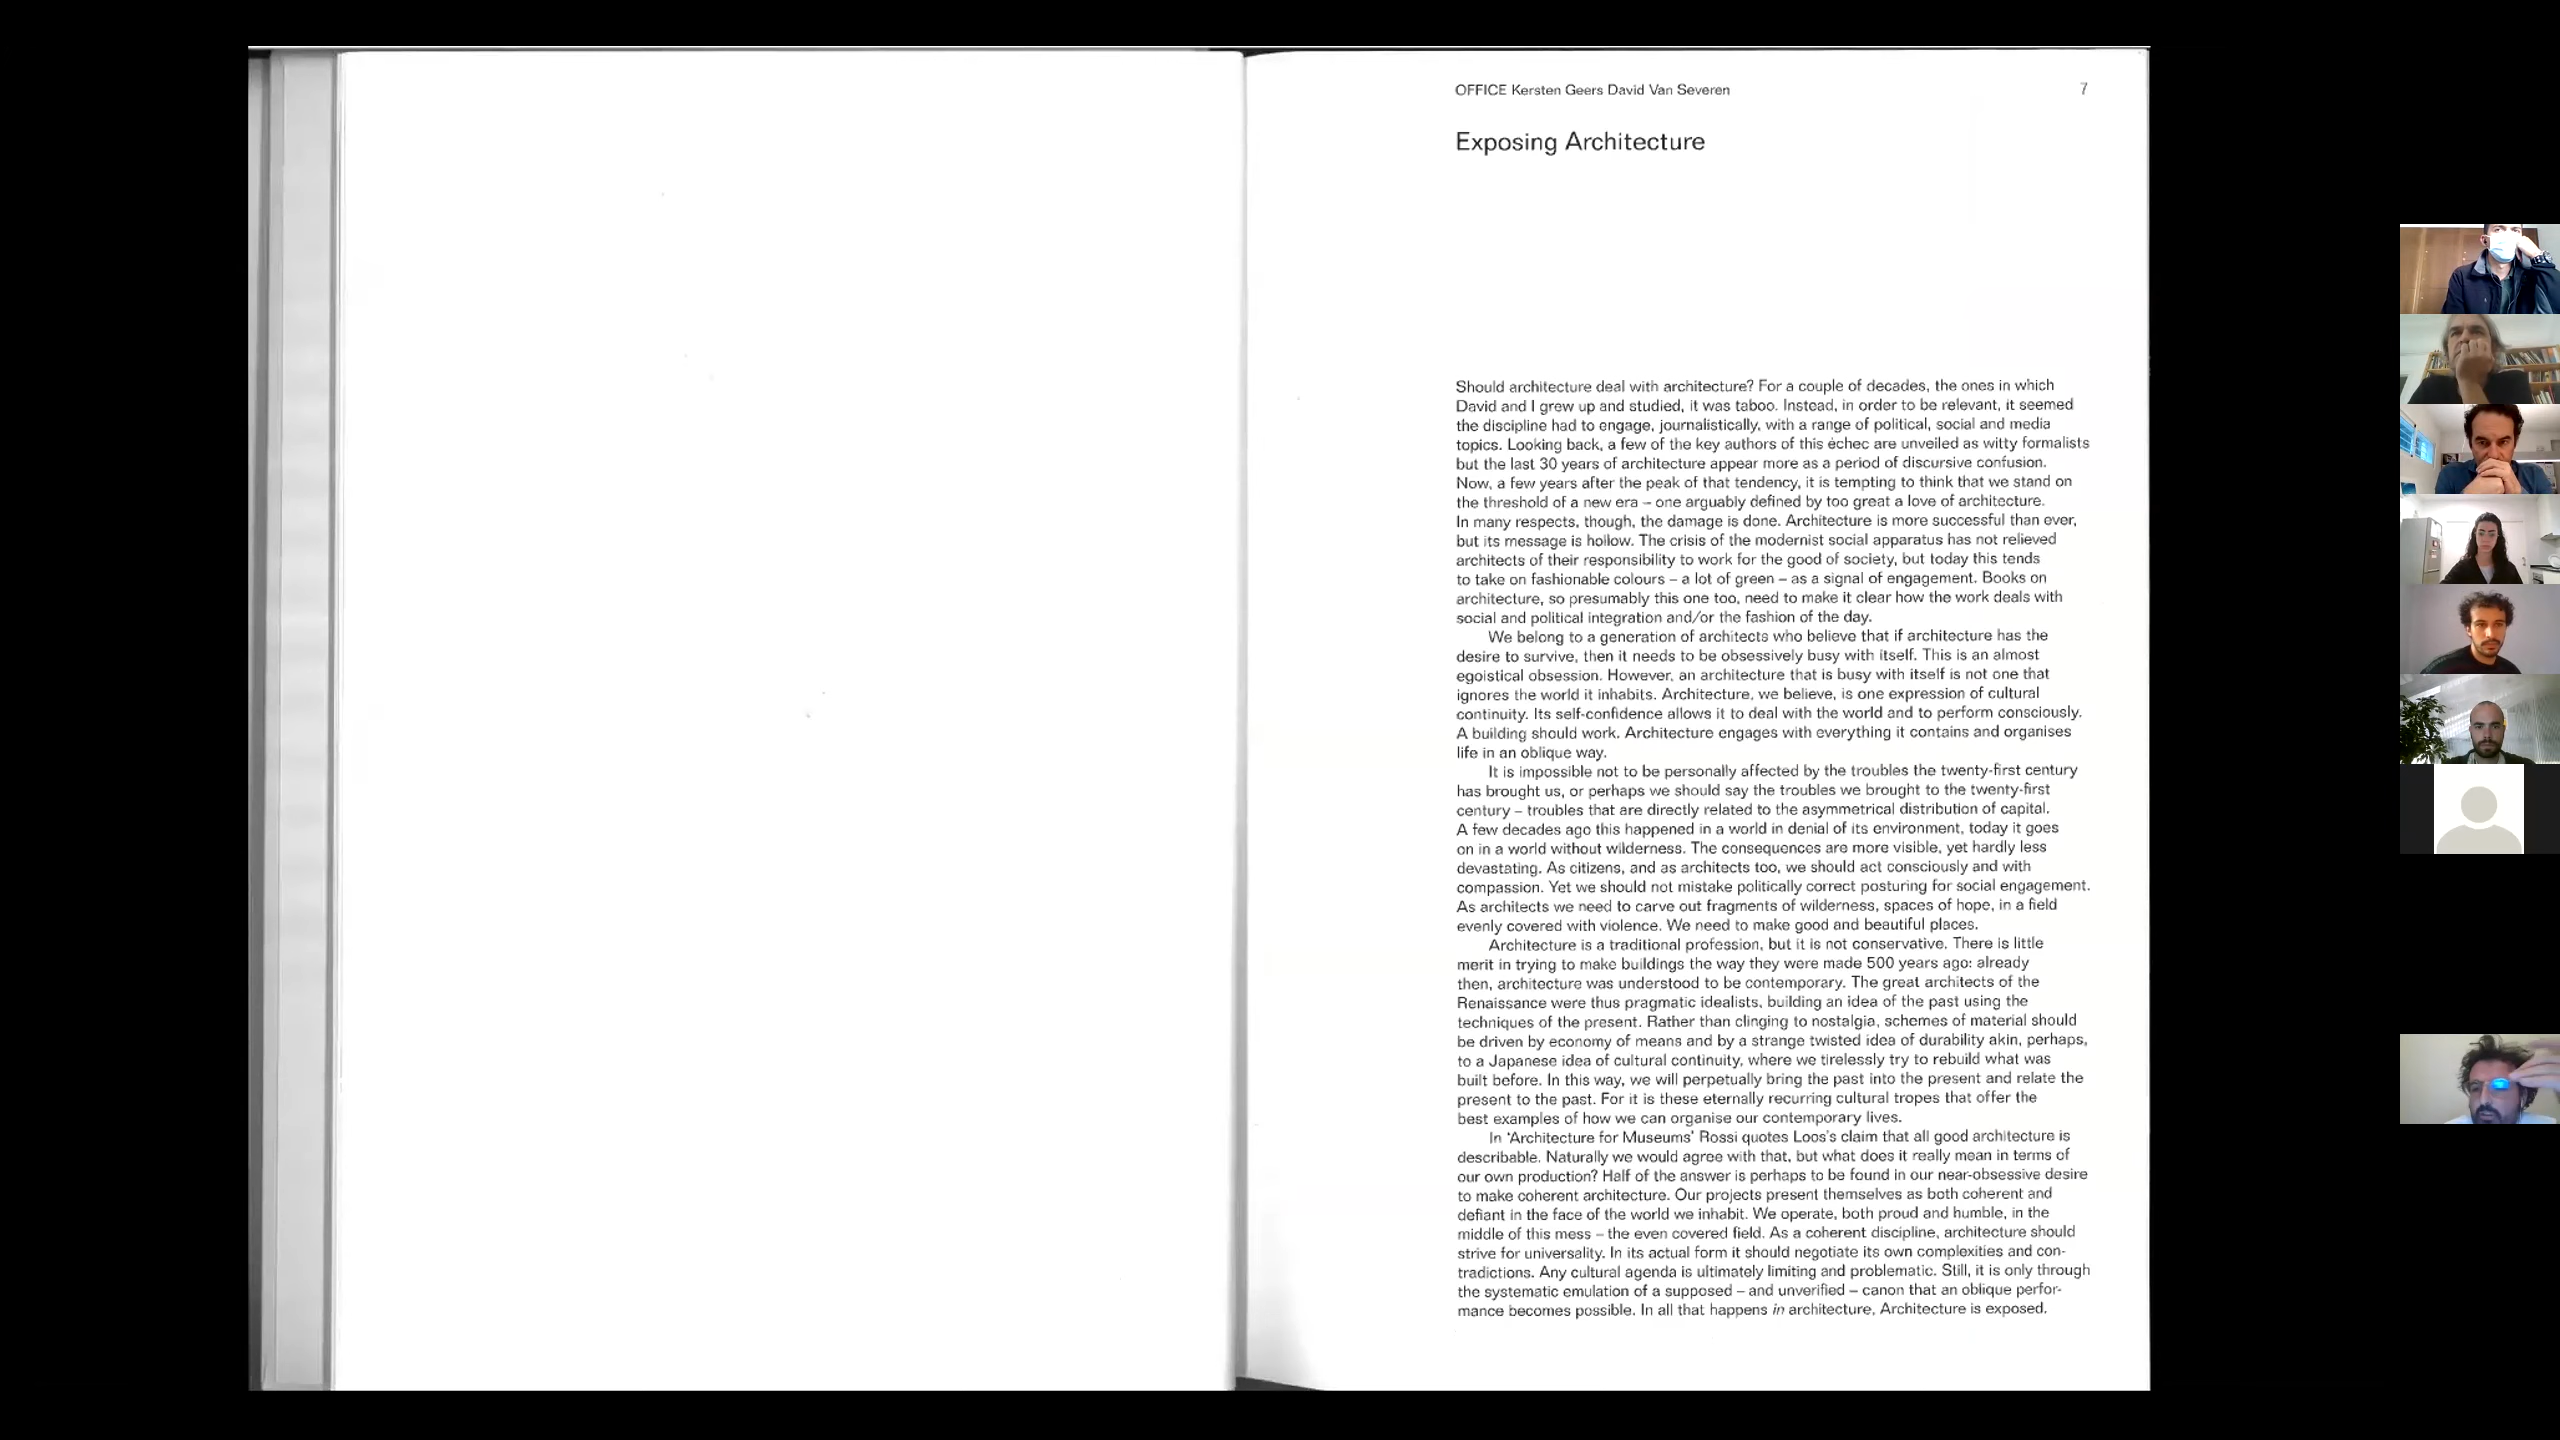 OFFICE Kersten Geers David Van Severen
7
Exposing Architecture
Should architecture deal with architecture? For a couple of decades, the ones in which
David and I grew up and studied, it was taboo. Instead, in order to be relevant, it seemed
the discipline had to engage, journalistically, with a range of political, social and media
topics. Looking back, a few of the key authors of this échec are unveiled as witty formalists
but the last 30 years of architecture appear more as a period of discursive confusion.
Now, a few years after the peak of that tendency, it is tempting to think that we stand on
the threshold of a new era – one arguably defined by too great a love of architecture.
In many respects, though, the damage is done. Architecture is more successful than ever,
but its message is hollow. The crisis of the modernist social apparatus has not relieved
architects of their responsibility to work for the good of society, but today this tends
to take on fashionable colours – a lot of green – as a signal of engagement. Books on
architecture, so presumably this one too, need to make it clear how the work deals with
social and political integration and/or the fashion of the day.
We belong to a generation of architects who believe that if architecture has the
desire to survive, then it needs to be obsessively busy with itself. This is an almost
egoistical obsession. However, an architecture that is busy with itself is not one that
ignores the world it inhabits. Architecture, we believe, is one expression of cultural
continuity. Its self-confidence allows it to deal with the world and to perform consciously.
A building should work. Architecture engages with everything it contains and organises
life in an oblique way.
It is impossible not to be personally affected by the troubles the twenty-first century
has brought us, or perhaps we should say the troubles we brought to the twenty-first
century – troubles that are directly related to the asymmetrical distribution of capital.
A few decades ago this happened in a world in denial of its environment, today it goes
on in a world without wilderness. The consequences are more visible, yet hardly less
devastating. As citizens, and as architects too, we should act consciously and with
compassion. Yet we should not mistake politically correct posturing for social engagement.
As architects we need to carve out fragments of wilderness, spaces of hope, in a field
evenly covered with violence. We need to make good and beautiful places.
Architecture is a traditional profession, but it is not conservative. There is little
merit in trying to make buildings the way they were made 500 years ago: already
then, architecture was understood to be contemporary. The great architects of the
Renaissance were thus pragmatic idealists, building an idea of the past using the
techniques of the present. Rather than clinging to nostalgia, schemes of material should
be driven by economy of means and by a strange twisted idea of durability akin, perhaps,
to a Japanese idea of cultural continuity, where we tirelessly try to rebuild what was
built before. In this way, we will perpetually bring the past into the present and relate the
present to the past. For it is these eternally recurring cultural tropes that offer the
best examples of how we can organise our contemporary lives.
In 'Architecture for Museums' Rossi quotes Loos's claim that all good architecture is
describable. Naturally we would agree with that, but what does it really mean in terms of
our own production? Half of the answer is perhaps to be found in our near-obsessive desire
to make coherent architecture. Our projects present themselves as both coherent and
defiant in the face of the world we inhabit. We operate, both proud and humble, in the
middle of this mess – the even covered field. As a coherent discipline, architecture should
strive for universality. In its actual form it should negotiate its own complexities and con-
tradictions. Any cultural agenda is ultimately limiting and problematic. Still, it is only through
the systematic emulation of a supposed – and unverified – canon that an oblique perfor-
mance becomes possible. In all that happens in architecture, Architecture is exposed.